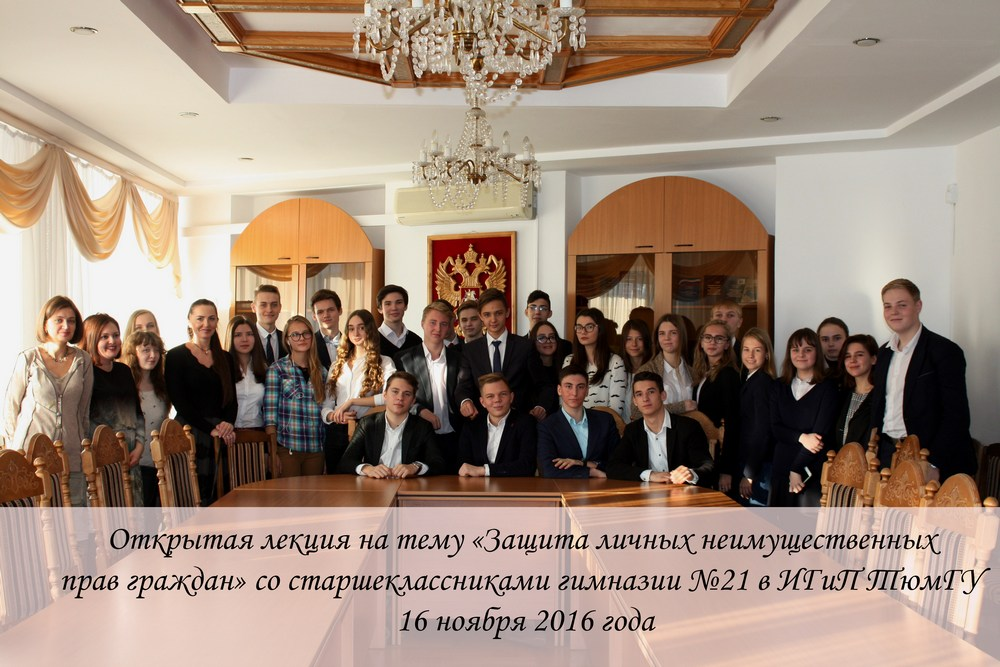 Открытая лекция на тему «Защита личных неимущественных
прав граждан» со старшеклассниками гимназии №21 в ИГиП ТюмГУ
16 ноября 2016 года